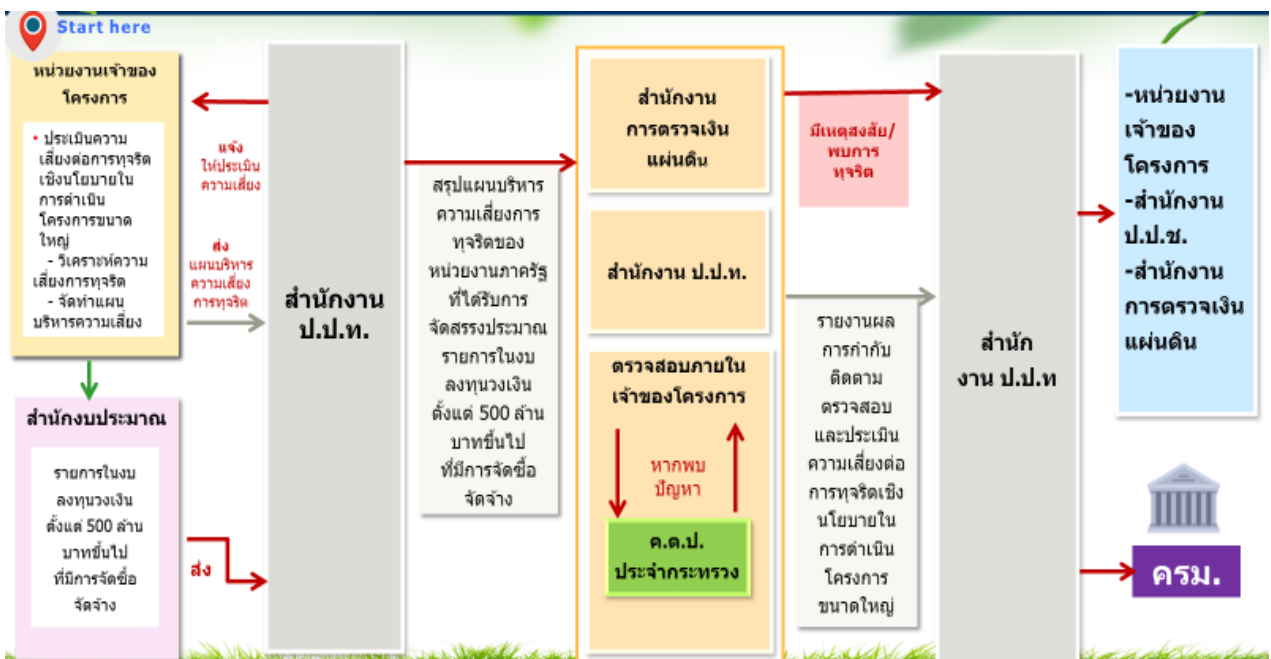 Start here
หน่วยงานเจ้าของ
โครงการ
• ประเมินความ
เสี่ยงต่อการทุจริต
เชิงนโยบายใน
การดำเนิน
โครงการขนาด
ใหญ่
- วิเคราะห์ความ
เสี่ยงการทุจริต
- จัดทำแผน
บริหารความเสี่ยง
แจ้ง
ให้ประเมิน
ความเสี่ยง
ส่ง
แผนบริหาร
ความเสี่ยง
การทุจริต
สำนักงบประมาณ
รายการในงบ
ลงทุนวงเงิน
ตั้งแต่ 500 ล้าน
บาทขึ้นไป
ที่มีการจัดซื้อ
จัดจ้าง
ส่ง
สำนักงาน
ป.ป.ท.
สรุปแผนบริหาร
ความเสี่ยงการ
ทุจริตของ
หน่วยงานภาครัฐ
ที่ได้รับการ
จัดสรรงประมาณ
รายการในงบ
ลงทุนวงเงิน
ตั้งแต่ 500 ล้าน
บาทขึ้นไป
ที่มีการจัดซื้อ
จัดจ้าง
สำนักงาน
การตรวจเงิน
แผ่นดิน
สำนักงาน ป.ป.ท.
ตรวจสอบภายใน
เจ้าของโครงการ
หากพบ
ปัญหา
ค.ต.ป.
ประจำกระทรวง
มีเหตุสงสัย/
พบการ
ทุจริต
รายงานผล
การกำกับ
ติดตาม
ตรวจสอบ
และประเมิน
ความเสี่ยงต่อ
การทุจริตเชิง
นโยบายใน
การดำเนิน
โครงการ
ขนาดใหญ่
สำนัก
งาน ป.ป.ท
-หน่วยงาน
เจ้าของ
โครงการ
-สำนักงาน
ป.ป.ช.
-สำนักงาน
การตรวจเงิน
แผ่นดิน
ครม.